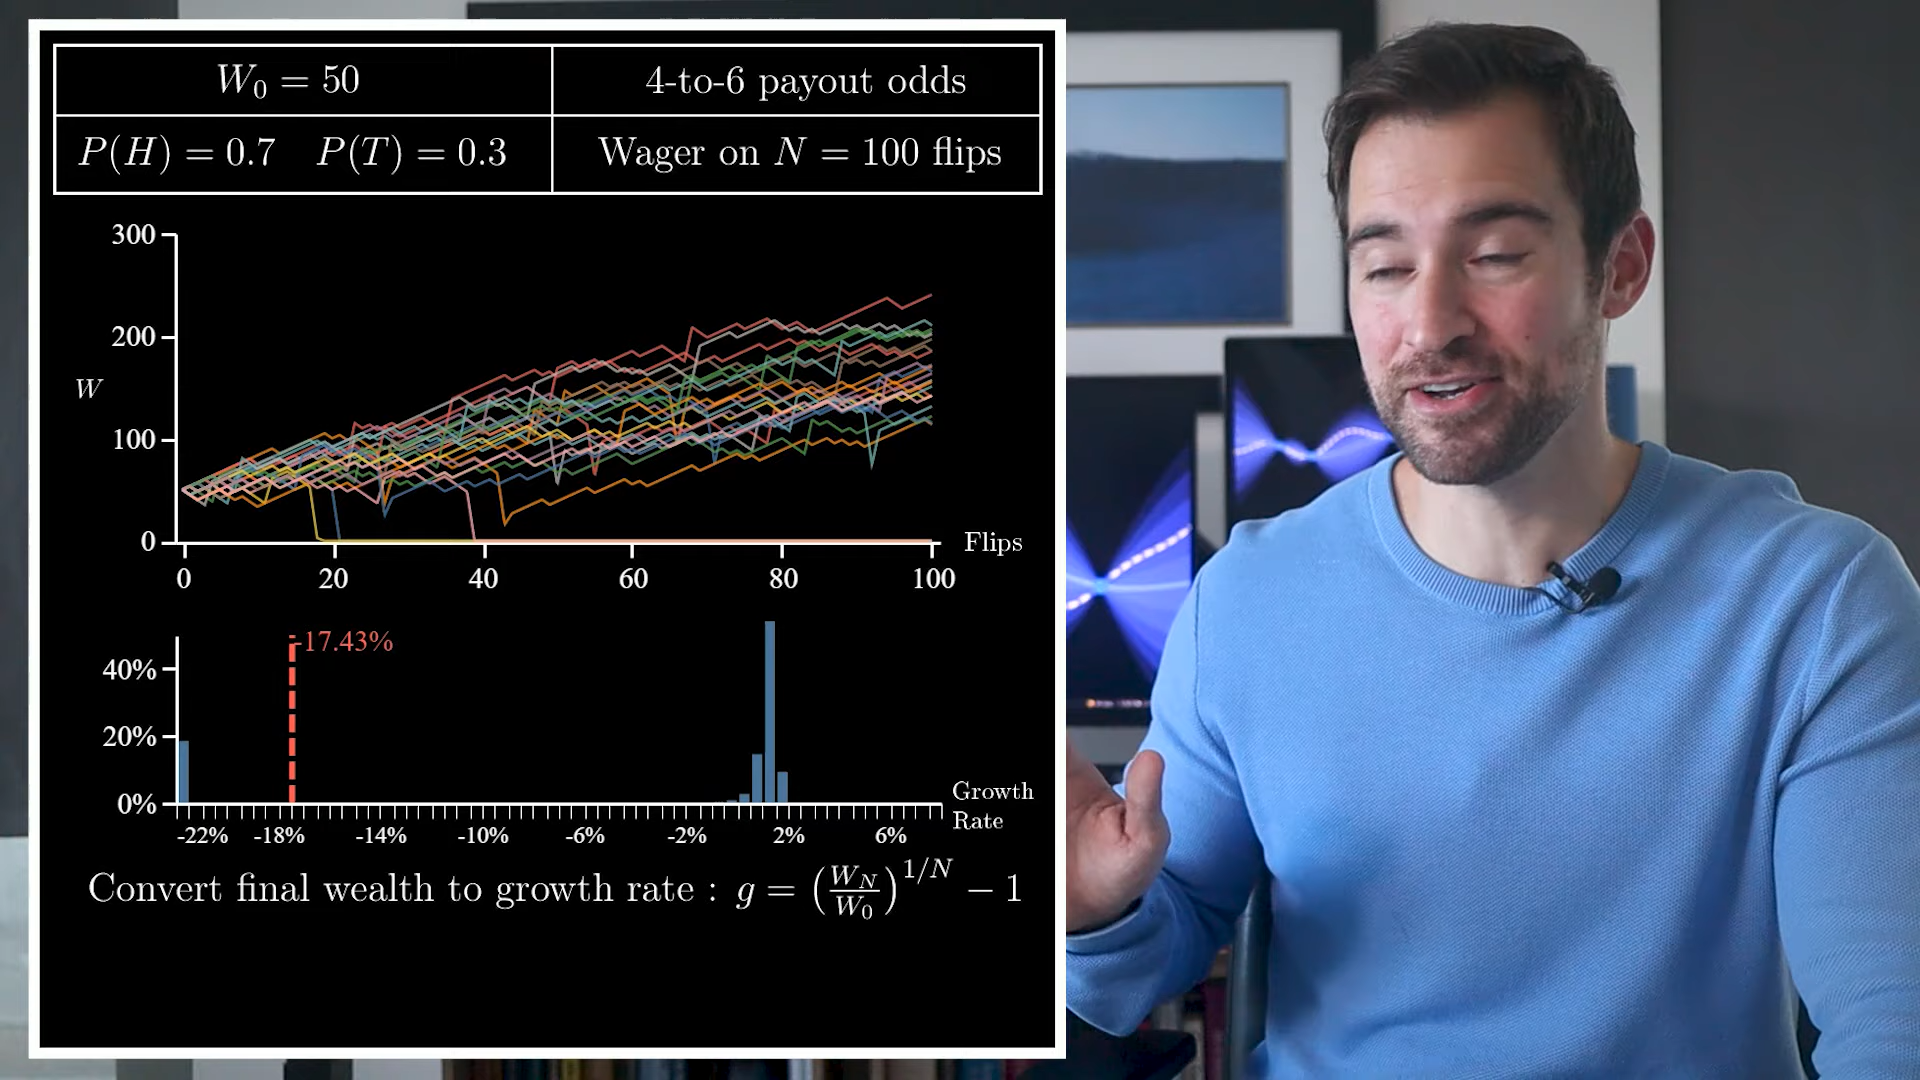 W₀ = 50
4-to-6 payout odds
P(H) = 0.7 P(T) = 0.3
Wager on N = 100 flips
300
200
W
100
0
Flips
0 20 40 60 80 100
-17.43%
40%
20%
0%
Growth
Rate
-22% -18% -14% -10% -6% -2% 2% 6%
Convert final wealth to growth rate : g = (W_N/W₀)^{1/N} − 1